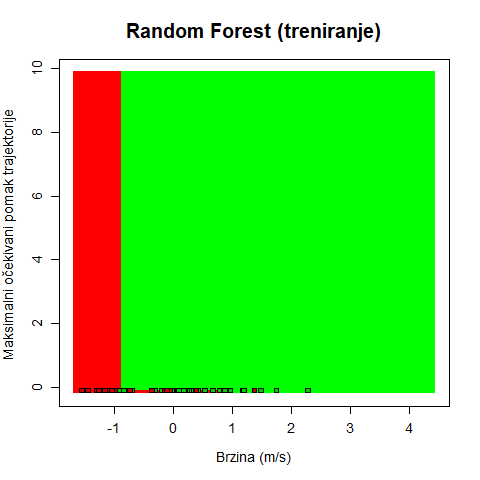 Random Forest (treniranje)
Maksimalni očekivani pomak trajektorije
10
8
6
4
2
0
-1 0 1 2 3 4
Brzina (m/s)